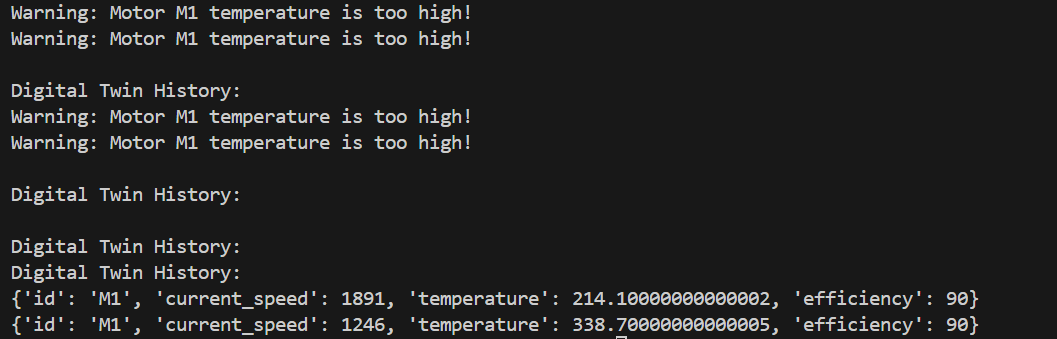 Warning: Motor M1 temperature is too high!
Warning: Motor M1 temperature is too high!
Digital Twin History:
Warning: Motor M1 temperature is too high!
Warning: Motor M1 temperature is too high!
Digital Twin History:
Digital Twin History:
Digital Twin History:
{'id': 'M1', 'current_speed': 1891, 'temperature': 214.10000000000002, 'efficiency': 90}
{'id': 'M1', 'current_speed': 1246, 'temperature': 338.70000000000005, 'efficiency': 90}